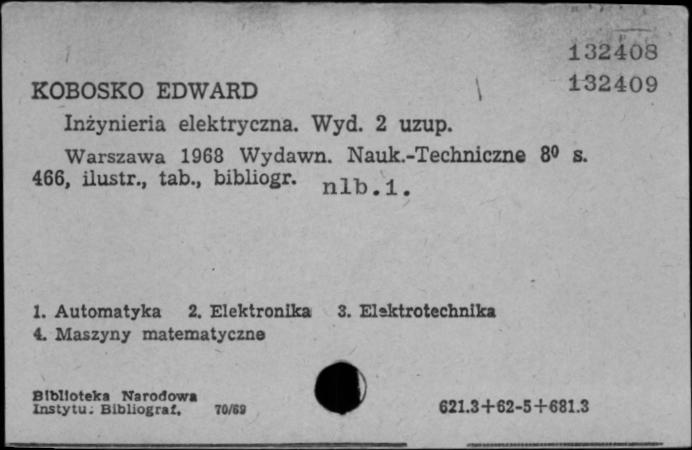 132408
132409
KOBOSKO EDWARD
Inżynieria elektryczna. Wyd. 2 uzup.
Warszawa 1968 Wydawn. Nauk.-Techniczne 8º s.
466, ilustr., tab., bibliogr. nlb.1.
1. Automatyka 2. Elektronika 3. Elektrotechnika
4. Maszyny matematyczne
Biblioteka Narodowa
Instytut Bibliograf. 70/69 621.3+62-5+681.3